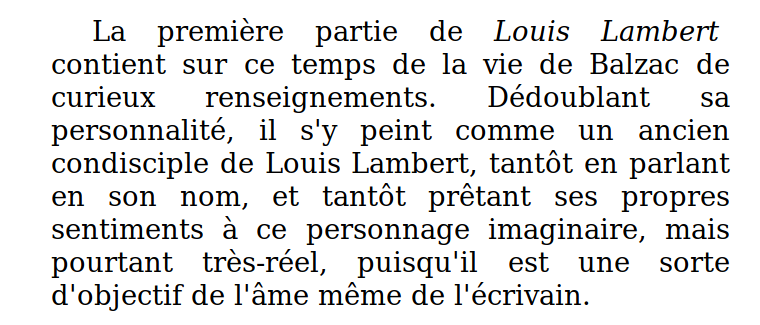 La première partie de Louis Lambert
contient sur ce temps de la vie de Balzac de
curieux renseignements. Dédoublant sa
personnalité, il s'y peint comme un ancien
condisciple de Louis Lambert, tantôt en parlant
en son nom, et tantôt prêtant ses propres
sentiments à ce personnage imaginaire, mais
pourtant très-réel, puisqu'il est une sorte
d'objectif de l'âme même de l'écrivain.